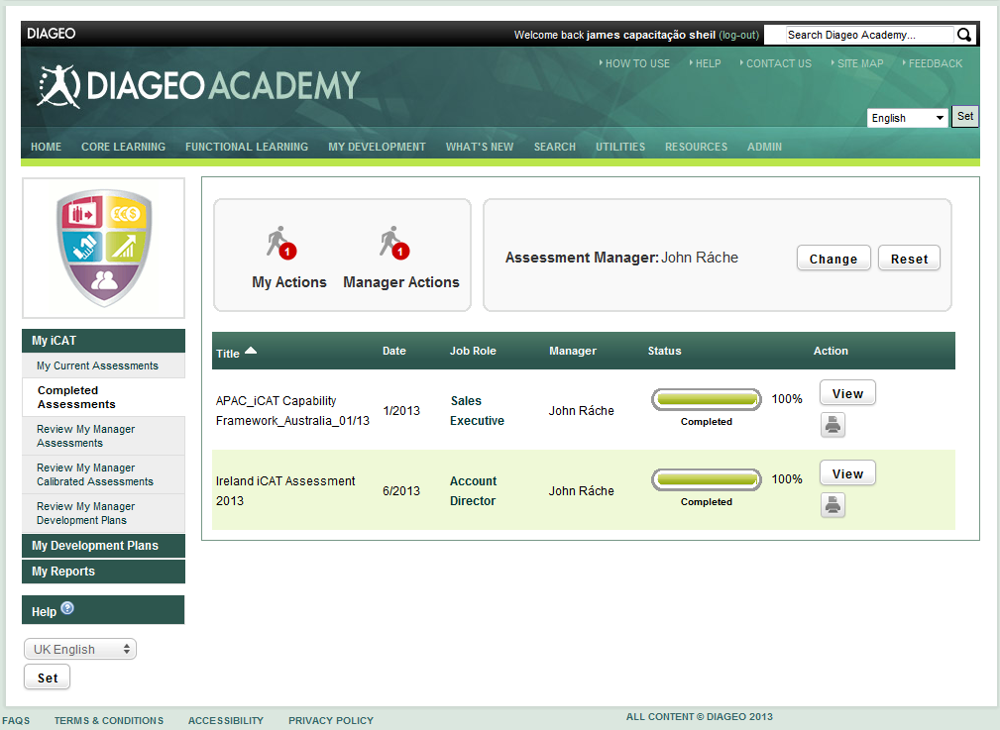 DIAGEO
Welcome back james capacitação sheil (log-out)
Search Diageo Academy...
HOW TO USE
HELP
CONTACT US
SITE MAP
FEEDBACK
DIAGEO ACADEMY
English
Set
HOME
CORE LEARNING
FUNCTIONAL LEARNING
MY DEVELOPMENT
WHAT'S NEW
SEARCH
UTILITIES
RESOURCES
ADMIN
My iCAT
My Current Assessments
Completed
Assessments
Review My Manager
Assessments
Review My Manager
Calibrated Assessments
Review My Manager
Development Plans
My Development Plans
My Reports
Help ?
UK English
Set
1
My Actions
1
Manager Actions
Assessment Manager: John Ráche
Change
Reset
Title
Date
Job Role
Manager
Status
Action
APAC_iCAT Capability
Framework_Australia_01/13
1/2013
Sales
Executive
John Ráche
100%
Completed
View
Ireland iCAT Assessment
2013
6/2013
Account
Director
John Ráche
100%
Completed
View
FAQS
TERMS & CONDITIONS
ACCESSIBILITY
PRIVACY POLICY
ALL CONTENT © DIAGEO 2013